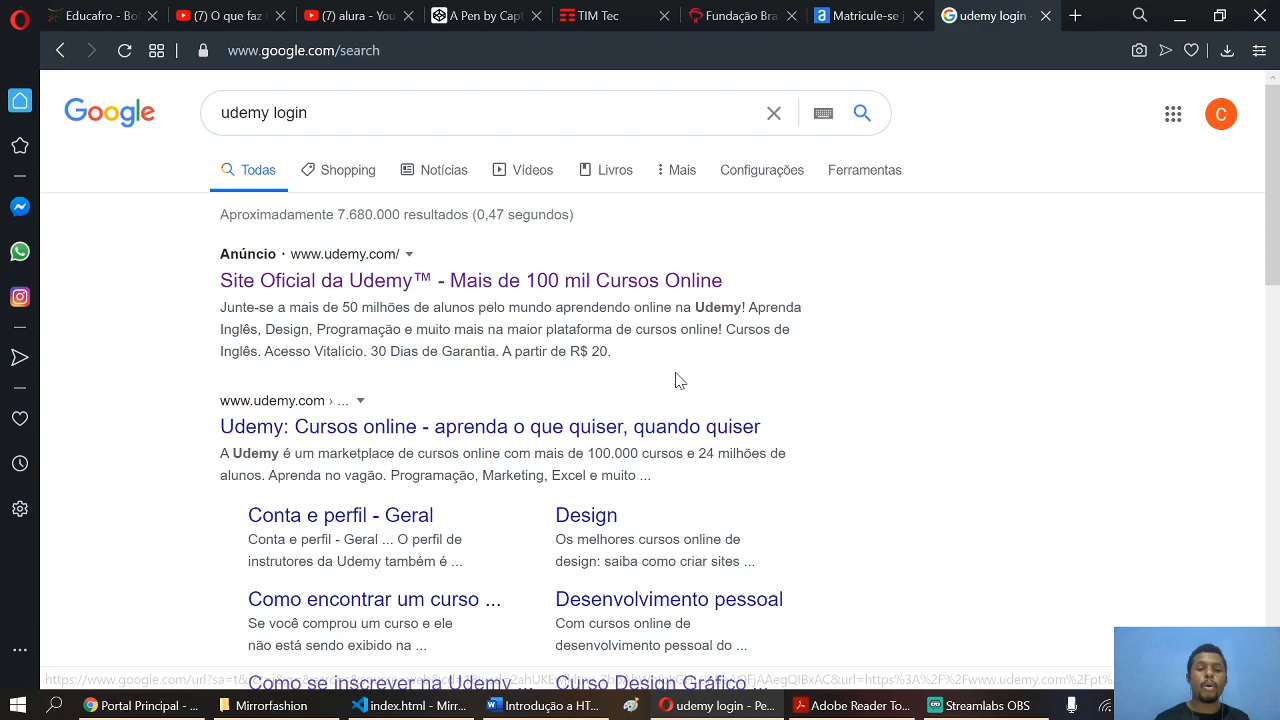 Educafro - Bo
(7) O que faz
(7) alura - You
A Pen by Capt
TIM Tec
Fundação Bra
Matricule-se j
udemy login -
www.google.com/search
Google
udemy login
C
Todas
Shopping
Notícias
Vídeos
Livros
Mais
Configurações
Ferramentas
Aproximadamente 7.680.000 resultados (0,47 segundos)
Anúncio · www.udemy.com/
Site Oficial da Udemy™ - Mais de 100 mil Cursos Online
Junte-se a mais de 50 milhões de alunos pelo mundo aprendendo online na Udemy! Aprenda
Inglês, Design, Programação e muito mais na maior plataforma de cursos online! Cursos de
Inglês. Acesso Vitalício. 30 Dias de Garantia. A partir de R$ 20.
www.udemy.com › ...
Udemy: Cursos online - aprenda o que quiser, quando quiser
A Udemy é um marketplace de cursos online com mais de 100.000 cursos e 24 milhões de
alunos. Aprenda no vagão. Programação, Marketing, Excel e muito ...
Conta e perfil - Geral
Conta e perfil - Geral ... O perfil de
instrutores da Udemy também é ...
Design
Os melhores cursos online de
design: saiba como criar sites ...
Como encontrar um curso ...
Se você comprou um curso e ele
não está sendo exibido na ...
Desenvolvimento pessoal
Com cursos online de
desenvolvimento pessoal do ...
Como se inscrever na Udemy ...
Curso Design Gráfico ...
Portal Principal - ...
Mirrorfashion
index.html - Mirr...
Introdução a HT...
udemy login - Pe...
Adobe Reader To...
Streamlabs OBS